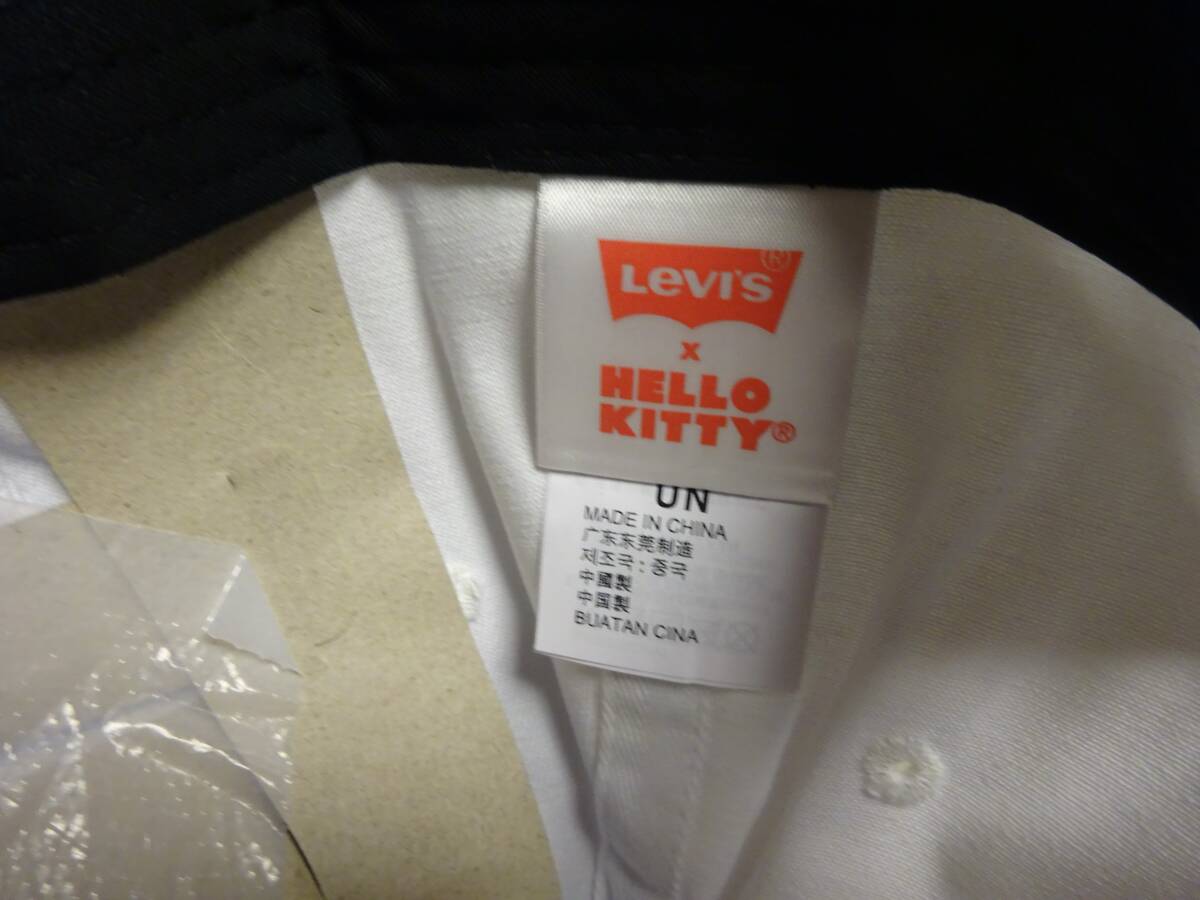 LEVI'S®
X
HELLO
KITTY®
UN
MADE IN CHINA
广东东莞制造
제조국 : 중국
中國製
中国製
BUATAN CINA